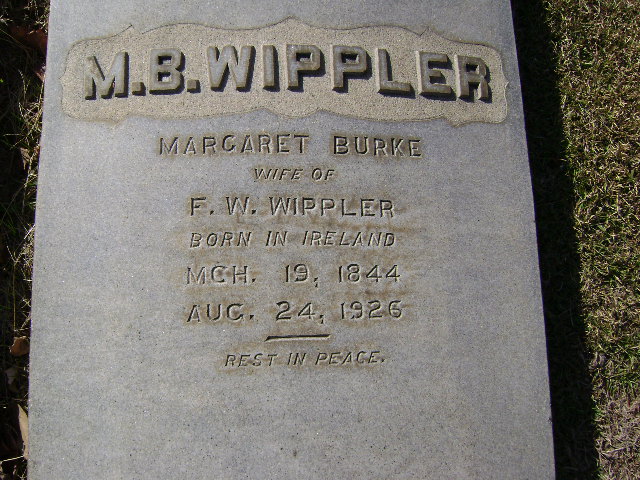 M.B. WIPPLER
MARGARET BURKE
WIFE OF
F. W. WIPPLER
BORN IN IRELAND
MCH. 19, 1844
AUG. 24, 1926
REST IN PEACE.